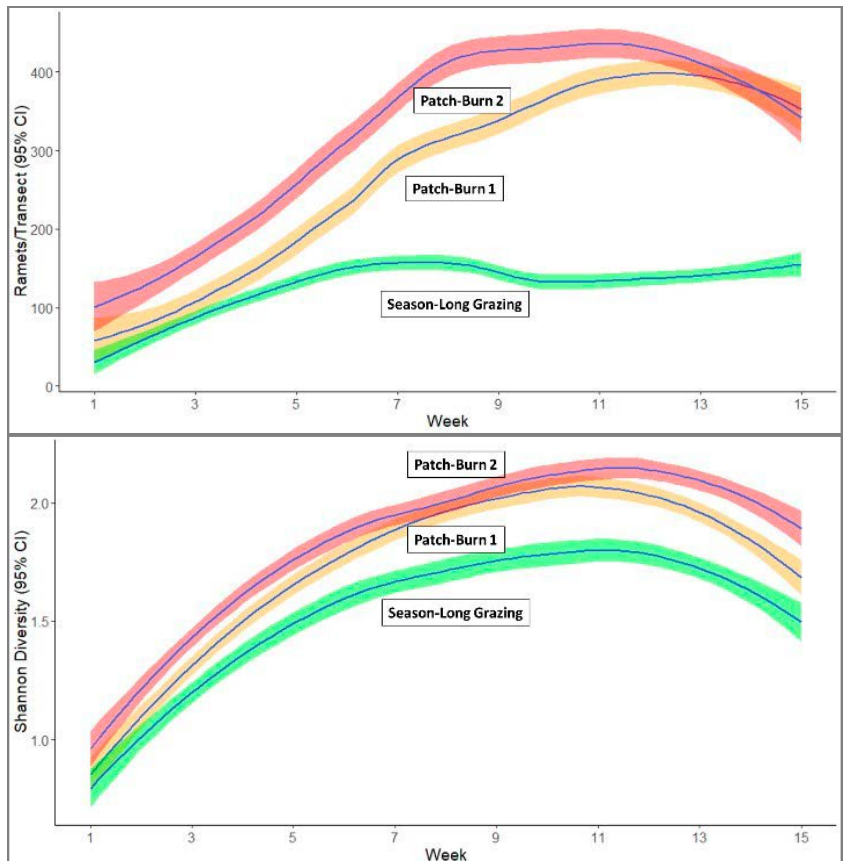 Ramets/Transect (95% CI)
400
300
200
100
0
Patch-Burn 2
Patch-Burn 1
Season-Long Grazing
1 3 5 7 9 11 13 15
Week
Shannon Diversity (95% CI)
2.0
1.5
1.0
Patch-Burn 2
Patch-Burn 1
Season-Long Grazing
1 3 5 7 9 11 13 15
Week